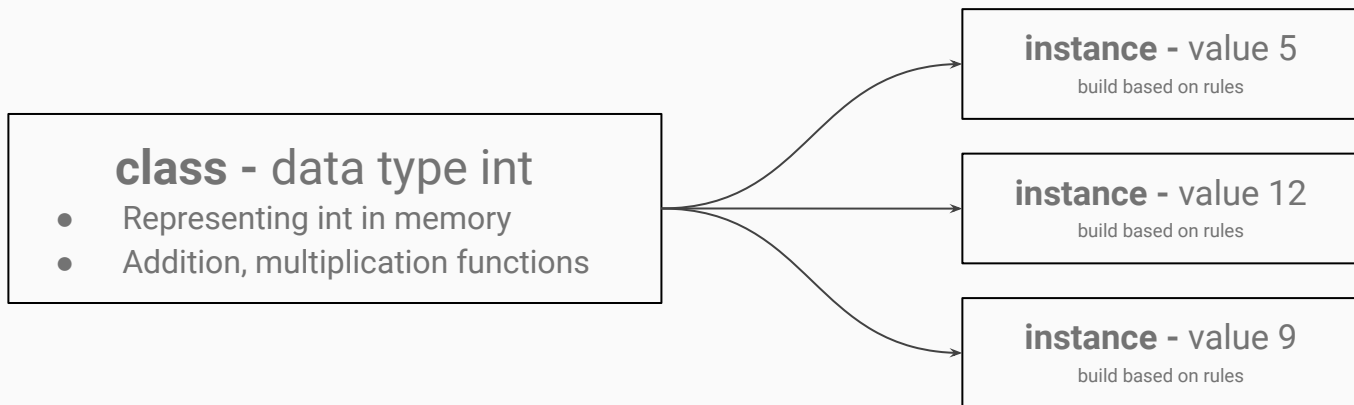 class - data type int
● Representing int in memory
● Addition, multiplication functions
instance - value 5
build based on rules
instance - value 12
build based on rules
instance - value 9
build based on rules